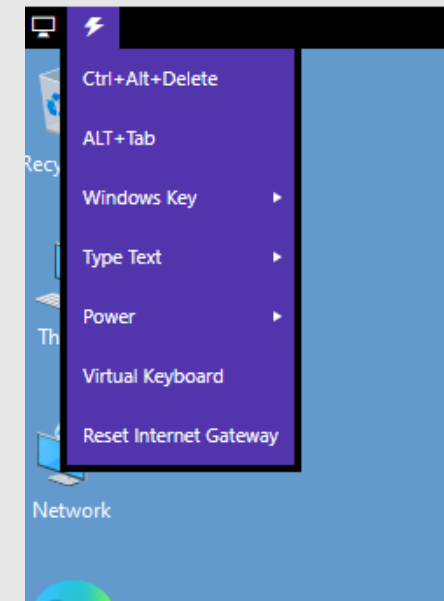 Ctrl+Alt+Delete
ALT+Tab
Windows Key
Type Text
Power
Virtual Keyboard
Reset Internet Gateway
Network